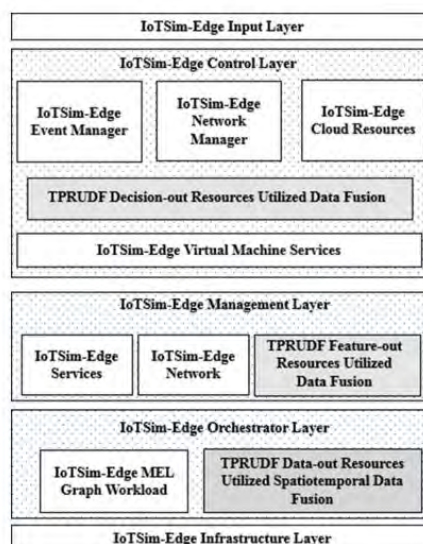 IoTSim-Edge Input Layer
IoTSim-Edge Control Layer
IoTSim-Edge
Event Manager
IoTSim-Edge
Network
Manager
IoTSim-Edge
Cloud Resources
TPRUDF Decision-out Resources Utilized Data Fusion
IoTSim-Edge Virtual Machine Services
IoTSim-Edge Management Layer
IoTSim-Edge
Services
IoTSim-Edge
Network
TPRUDF Feature-out
Resources Utilized
Data Fusion
IoTSim-Edge Orchestrator Layer
IoTSim-Edge MEL
Graph Workload
TPRUDF Data-out Resources
Utilized Spatiotemporal Data
Fusion
IoTSim-Edge Infrastructure Layer